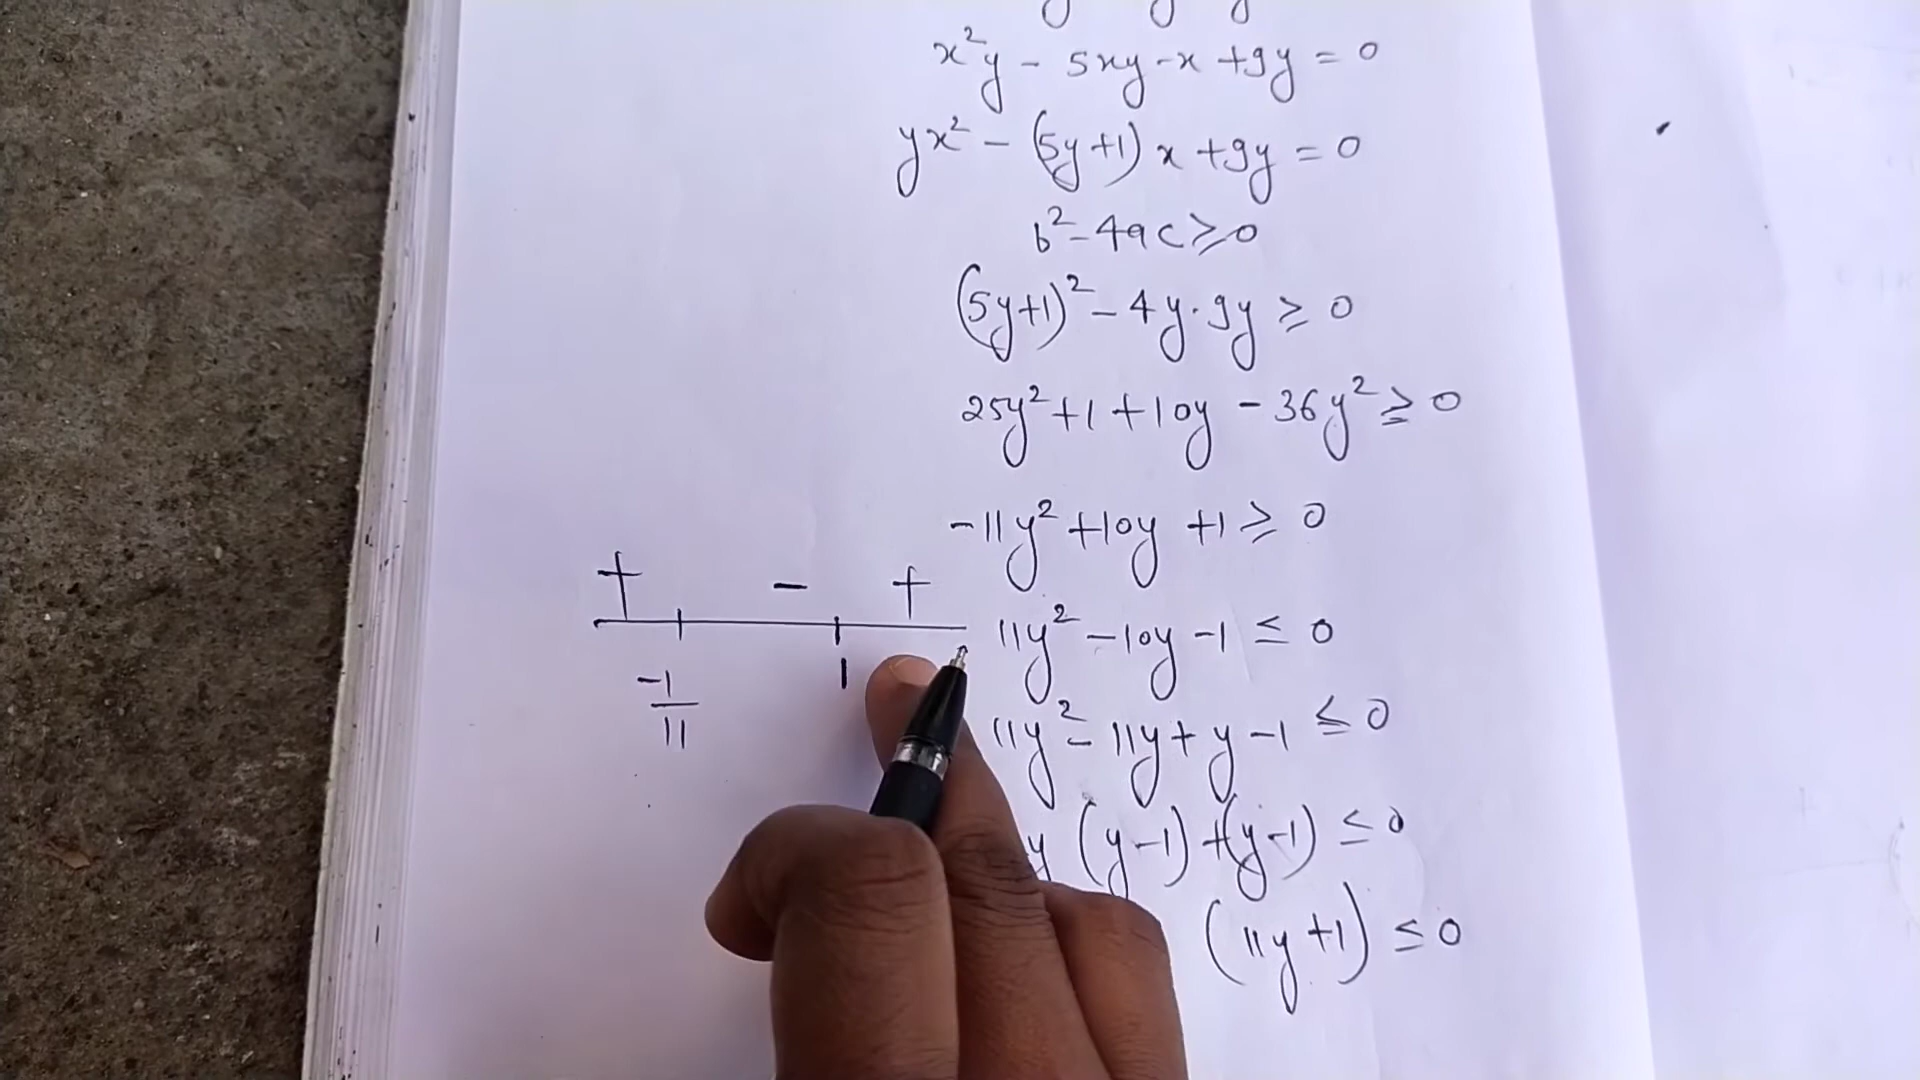 x²y - 5xy - x + 9y = 0
yx² - (5y+1) x + 9y = 0
b² - 4ac ≥ 0
(5y+1)² - 4y · 9y ≥ 0
25y² + 1 + 10y - 36y² ≥ 0
-11y² + 10y + 1 ≥ 0
+ - +
-1/11 1
11y² - 10y - 1 ≤ 0
11y² - 11y + y - 1 ≤ 0
y (y-1) + (y-1) ≤ 0
(11y + 1) ≤ 0